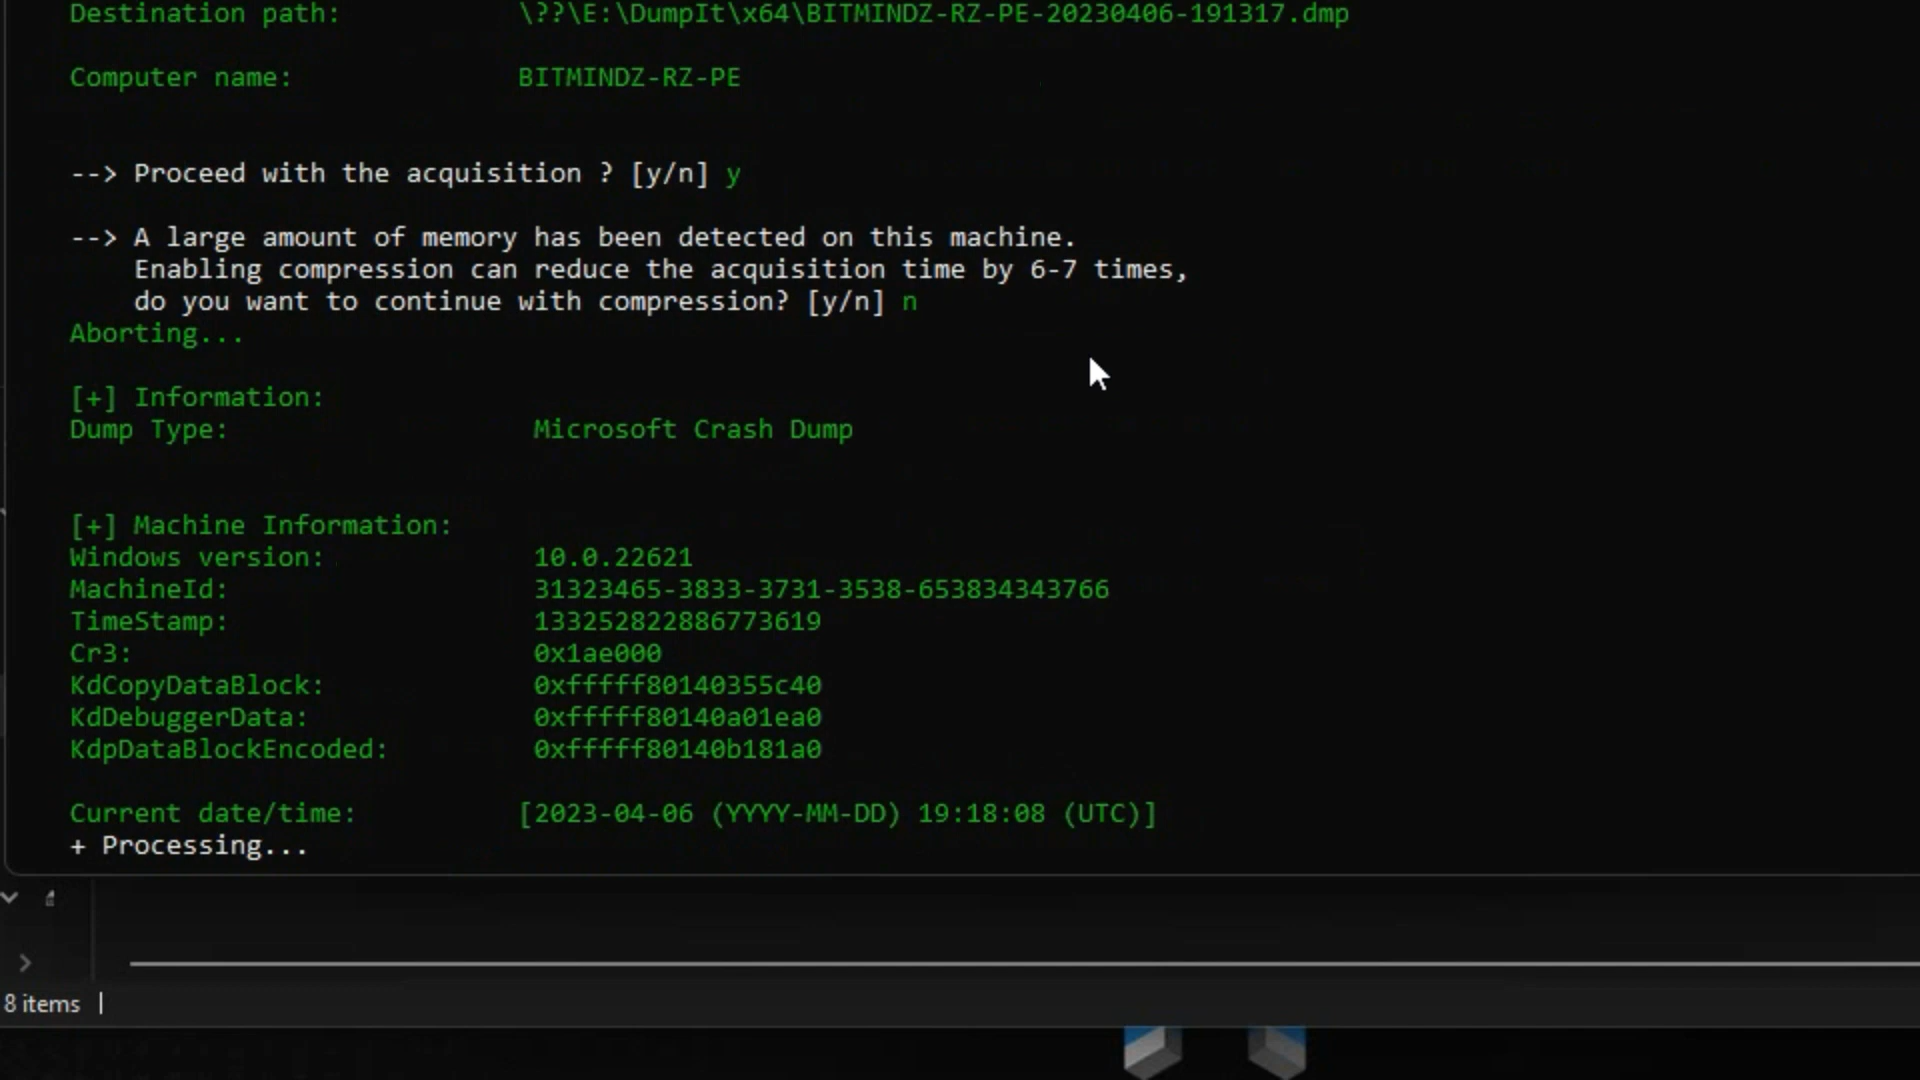 Destination path: \??\E:\DumpIt\x64\BITMINDZ-RZ-PE-20230406-191317.dmp
Computer name: BITMINDZ-RZ-PE
--> Proceed with the acquisition ? [y/n] y
--> A large amount of memory has been detected on this machine.
Enabling compression can reduce the acquisition time by 6-7 times,
do you want to continue with compression? [y/n] n
Aborting...
[+] Information:
Dump Type: Microsoft Crash Dump
[+] Machine Information:
Windows version: 10.0.22621
MachineId: 31323465-3833-3731-3538-653834343766
TimeStamp: 133252822886773619
Cr3: 0x1ae000
KdCopyDataBlock: 0xfffff80140355c40
KdDebuggerData: 0xfffff80140a01ea0
KdpDataBlockEncoded: 0xfffff80140b181a0
Current date/time: [2023-04-06 (YYYY-MM-DD) 19:18:08 (UTC)]
+ Processing...
8 items